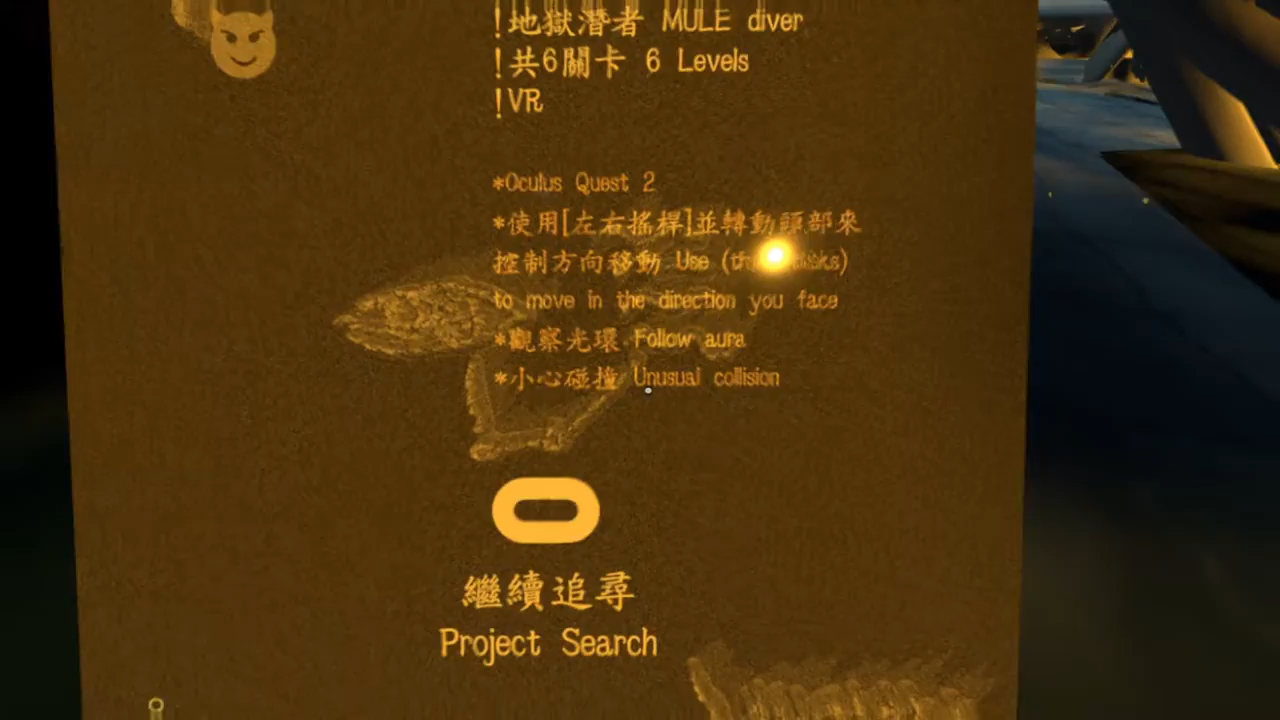 !地獄潛者 MULE diver
!共6關卡 6 Levels
!VR
*Oculus Quest 2
*使用[左右搖桿]並轉動頭部來
控制方向移動 Use
to move in the direction you face
*觀察光環 Follow aura
*小心碰撞 Unusual collision
繼續追尋
Project Search